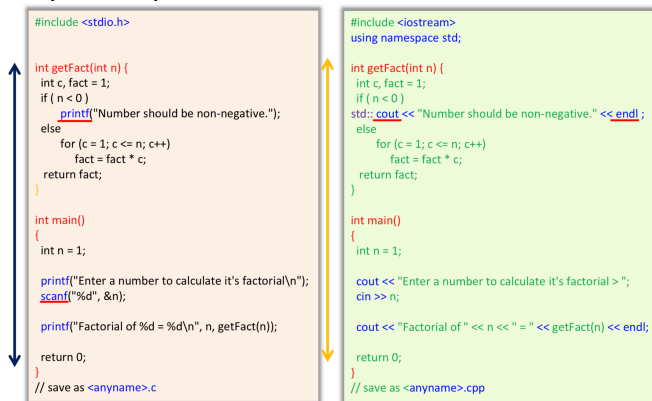 #include <stdio.h>
int getFact(int n) {
int c, fact = 1;
if ( n < 0 )
printf("Number should be non-negative.");
else
for (c = 1; c <= n; c++)
fact = fact * c;
return fact;
}
int main()
{
int n = 1;
printf("Enter a number to calculate it's factorial\n");
scanf("%d", &n);
printf("Factorial of %d = %d\n", n, getFact(n));
return 0;
}
// save as <anyname>.c
#include <iostream>
using namespace std;
int getFact(int n) {
int c, fact = 1;
if ( n < 0 )
std:: cout << "Number should be non-negative." << endl ;
else
for (c = 1; c <= n; c++)
fact = fact * c;
return fact;
}
int main()
{
int n = 1;
cout << "Enter a number to calculate it's factorial > ";
cin >> n;
cout << "Factorial of " << n << " = " << getFact(n) << endl;
return 0;
}
// save as <anyname>.cpp